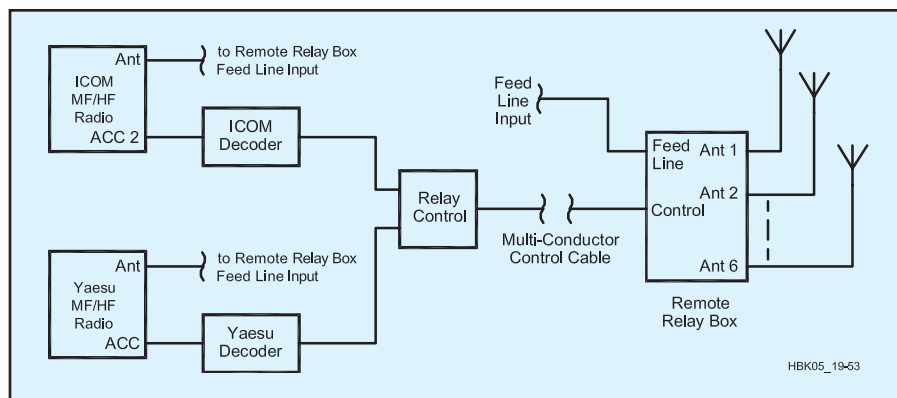 Ant
ICOM
MF/HF
Radio
ACC 2
to Remote Relay Box
Feed Line Input
ICOM
Decoder
Yaesu
MF/HF
Radio
Ant
ACC
to Remote Relay Box
Feed Line Input
Yaesu
Decoder
Relay
Control
Multi-Conductor
Control Cable
Feed
Line
Input
Feed
Line
Control
Ant 1
Ant 2
Ant 6
Remote
Relay Box
HBK05_19-53